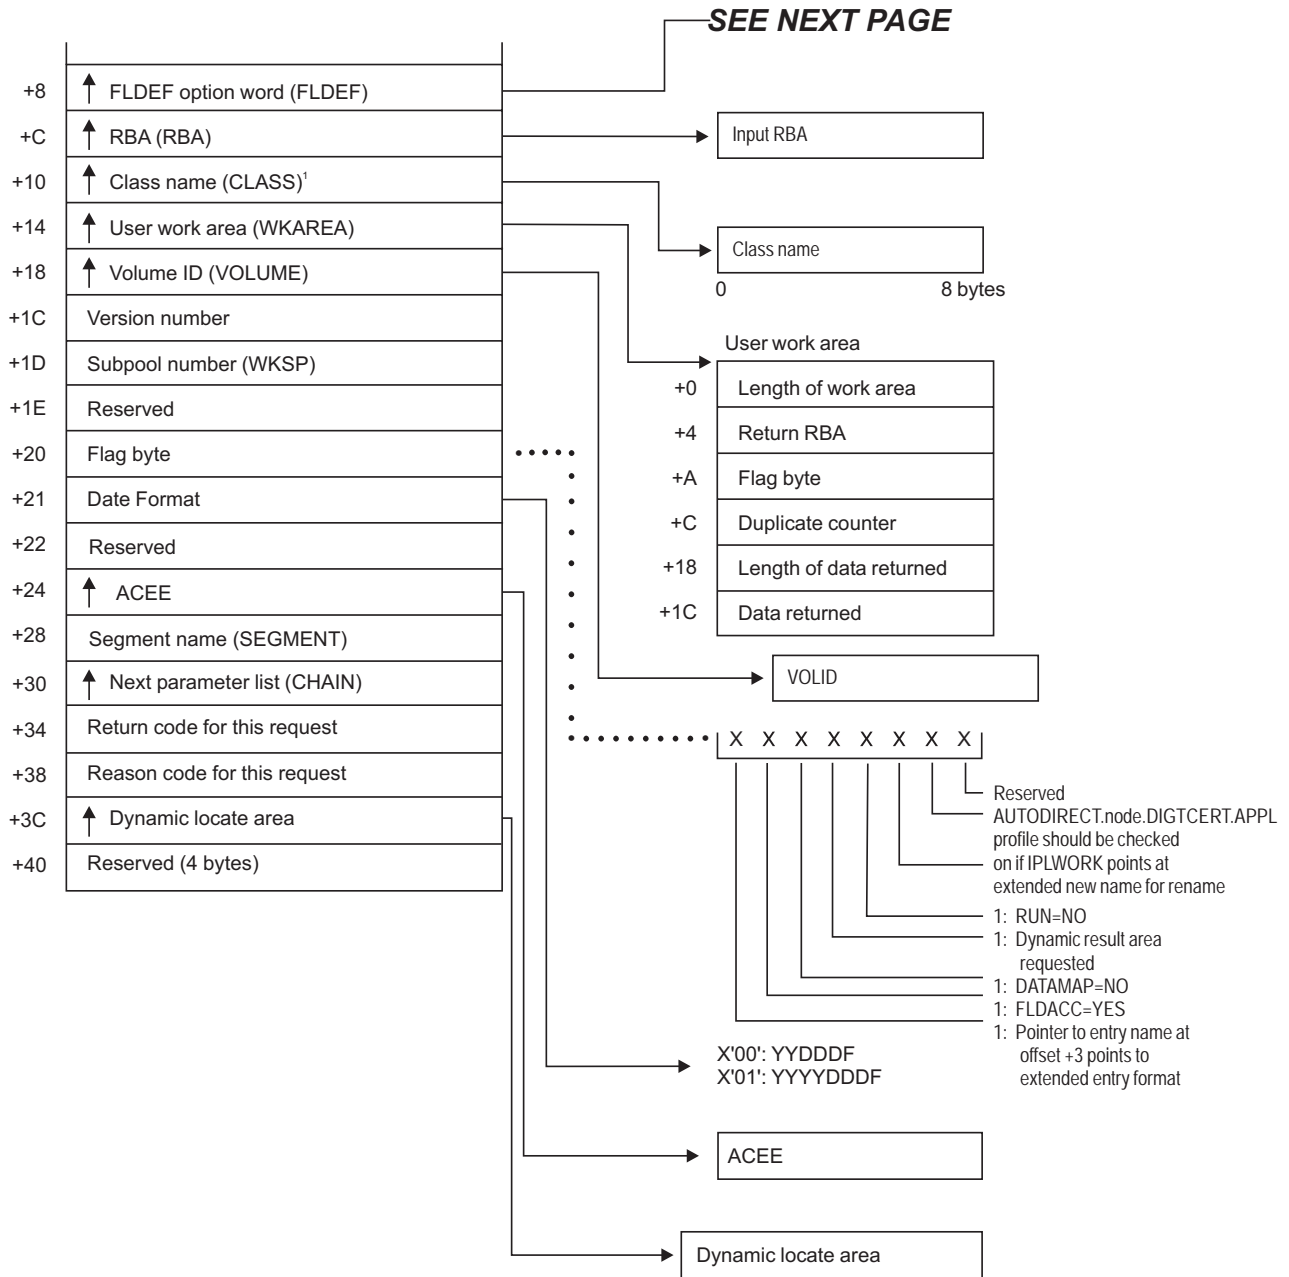 SEE NEXT PAGE
+8 FLDEF option word (FLDEF)
+C RBA (RBA)
+10 Class name (CLASS)1
+14 User work area (WKAREA)
+18 Volume ID (VOLUME)
+1C Version number
+1D Subpool number (WKSP)
+1E Reserved
+20 Flag byte
+21 Date Format
+22 Reserved
+24 ACEE
+28 Segment name (SEGMENT)
+30 Next parameter list (CHAIN)
+34 Return code for this request
+38 Reason code for this request
+3C Dynamic locate area
+40 Reserved (4 bytes)
Input RBA
Class name
0 8 bytes
User work area
+0 Length of work area
+4 Return RBA
+A Flag byte
+C Duplicate counter
+18 Length of data returned
+1C Data returned
VOLID
X X X X X X X X
Reserved
AUTODIRECT.node.DIGTCERT.APPL
profile should be checked
on if IPLWORK points at
extended new name for rename
1: RUN=NO
1: Dynamic result area
requested
1: DATAMAP=NO
1: FLDACC=YES
1: Pointer to entry name at
offset +3 points to
extended entry format
X'00': YYDDDF
X'01': YYYYDDDF
ACEE
Dynamic locate area